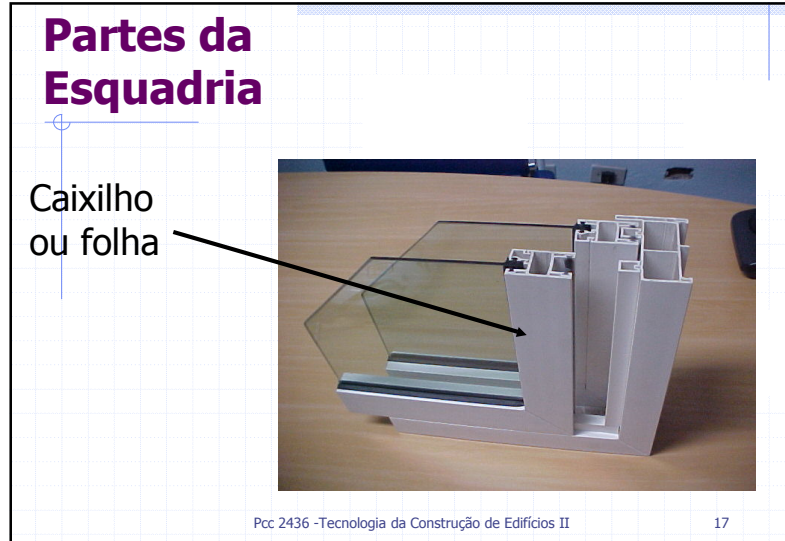 Partes da
Esquadria
Caixilho
ou folha
Pcc 2436 -Tecnologia da Construção de Edifícios II
17